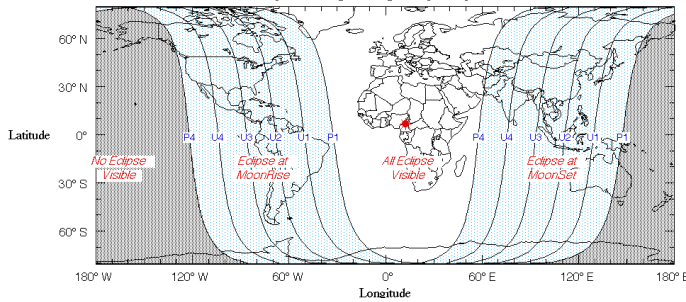 60° N
30° N
Latitude
0°
30° S
60° S
P4 U4 U3 U2 U1 P1
P4 U4 U3 U2 U1 P1
No Eclipse
Visible
Eclipse at
MoonRise
All Eclipse
Visible
Eclipse at
MoonSet
180° W 120° W 60° W 0° 60° E 120° E 180° E
Longitude